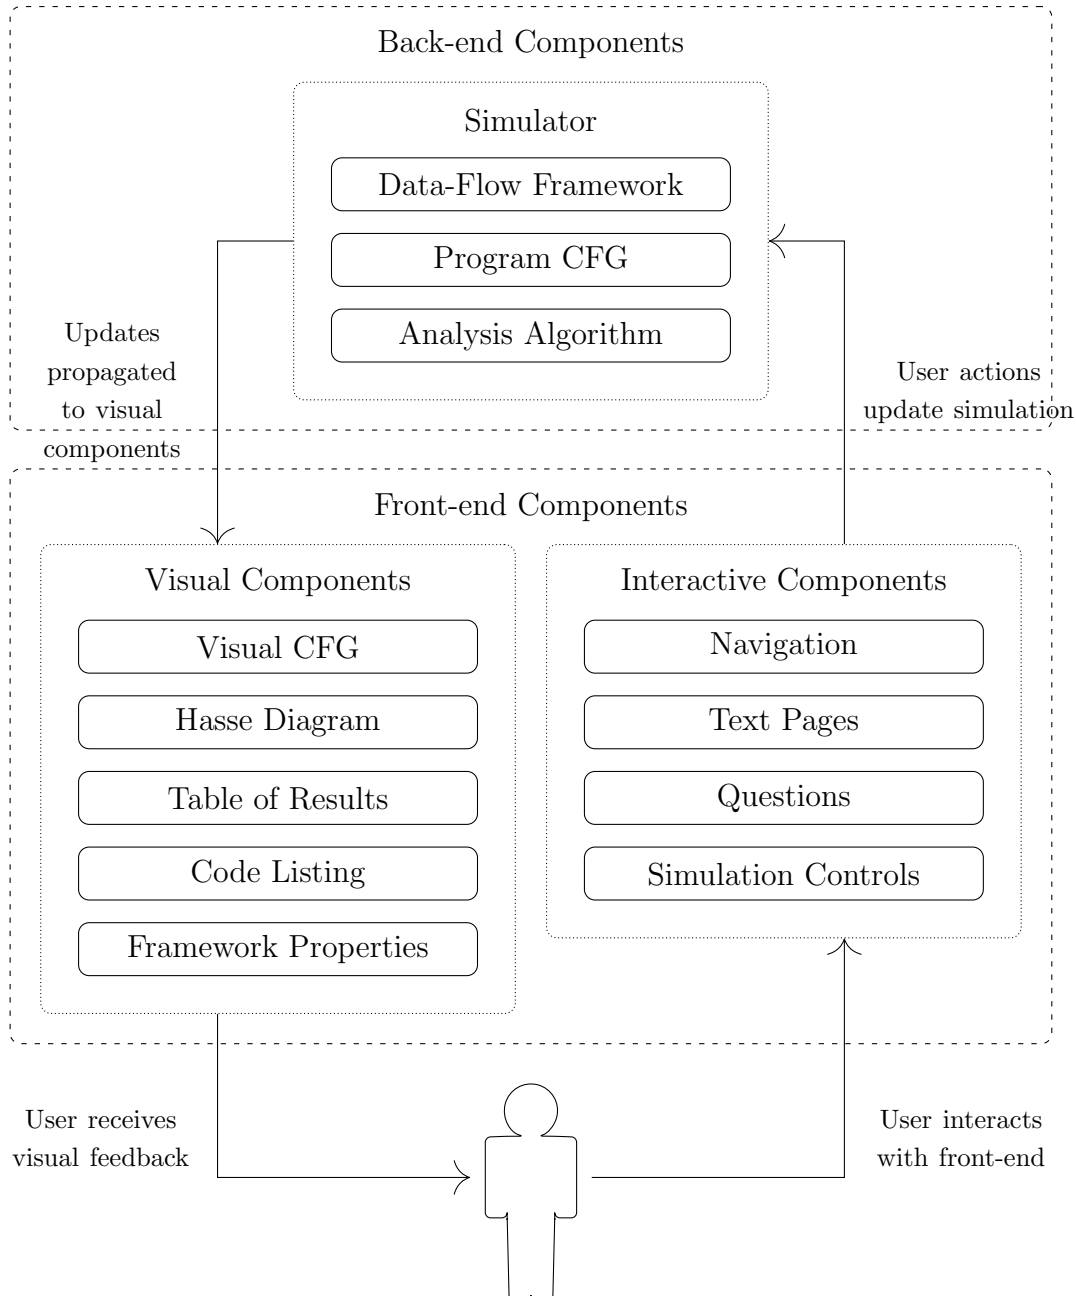 Back-end Components
Simulator
Data-Flow Framework
Program CFG
Analysis Algorithm
Updates
propagated
to visual
components
User actions
update simulation
Front-end Components
Visual Components
Visual CFG
Hasse Diagram
Table of Results
Code Listing
Framework Properties
Interactive Components
Navigation
Text Pages
Questions
Simulation Controls
User receives
visual feedback
User interacts
with front-end